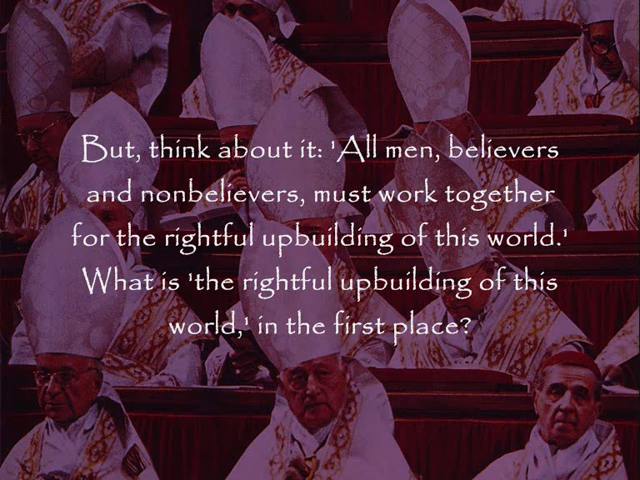 But, think about it: 'All men, believers
and nonbelievers, must work together
for the rightful upbuilding of this world.'
What is 'the rightful upbuilding of this
world,' in the first place?